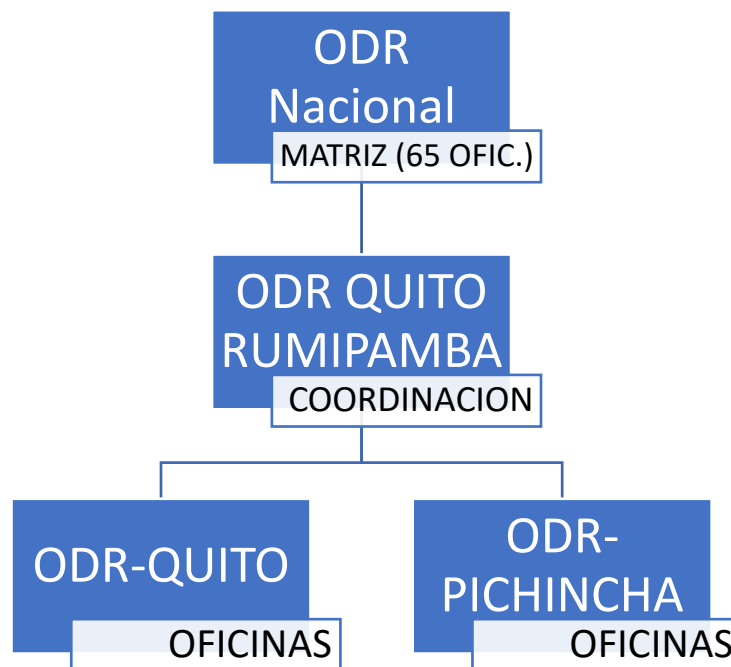 ODR
Nacional
MATRIZ (65 OFIC.)
ODR QUITO
RUMIPAMBA
COORDINACION
ODR-QUITO
OFICINAS
ODR-
PICHINCHA
OFICINAS